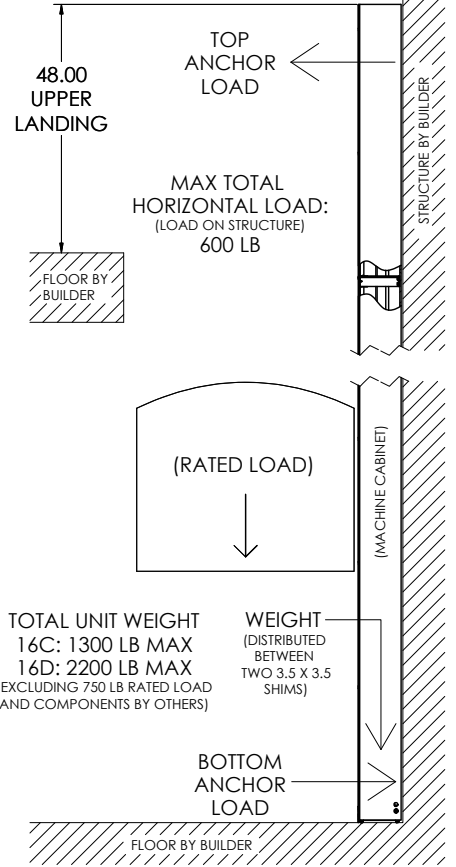 TOP
ANCHOR
LOAD
48.00
UPPER
LANDING
STRUCTURE BY BUILDER
MAX TOTAL
HORIZONTAL LOAD:
(LOAD ON STRUCTURE)
600 LB
FLOOR BY
BUILDER
(RATED LOAD)
(MACHINE CABINET)
TOTAL UNIT WEIGHT
16C: 1300 LB MAX
16D: 2200 LB MAX
(EXCLUDING 750 LB RATED LOAD
AND COMPONENTS BY OTHERS)
WEIGHT
(DISTRIBUTED
BETWEEN
TWO 3.5 X 3.5
SHIMS)
BOTTOM
ANCHOR
LOAD
FLOOR BY BUILDER